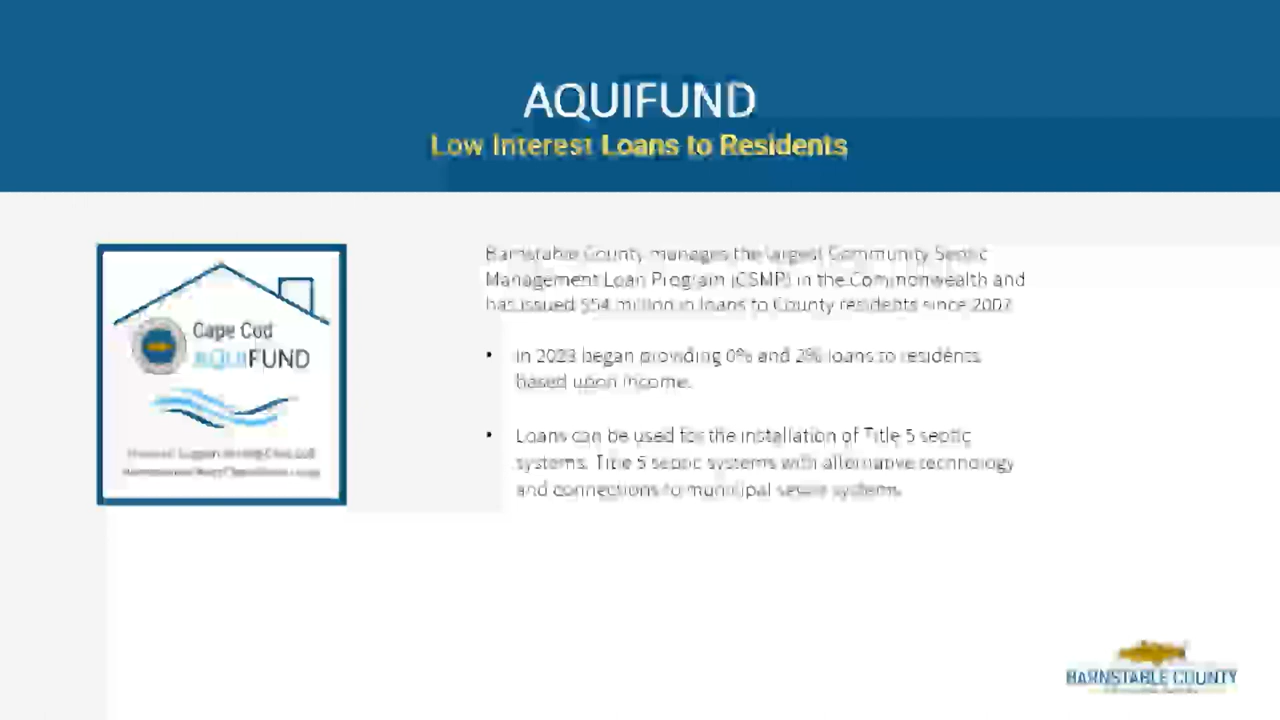 AQUIFUND
Low Interest Loans to Residents
Cape Cod
AQUIFUND
Barnstable County manages the largest Community Septic
Management Loan Program (CSMP) in the Commonwealth and
has issued $54 million in loans to County residents since 2007
• In 2023 began providing 0% and 2% loans to residents
based upon income.
• Loans can be used for the installation of Title 5 septic
systems, Title 5 septic systems with alternative technology
and connections to municipal sewer systems.
BARNSTABLE COUNTY